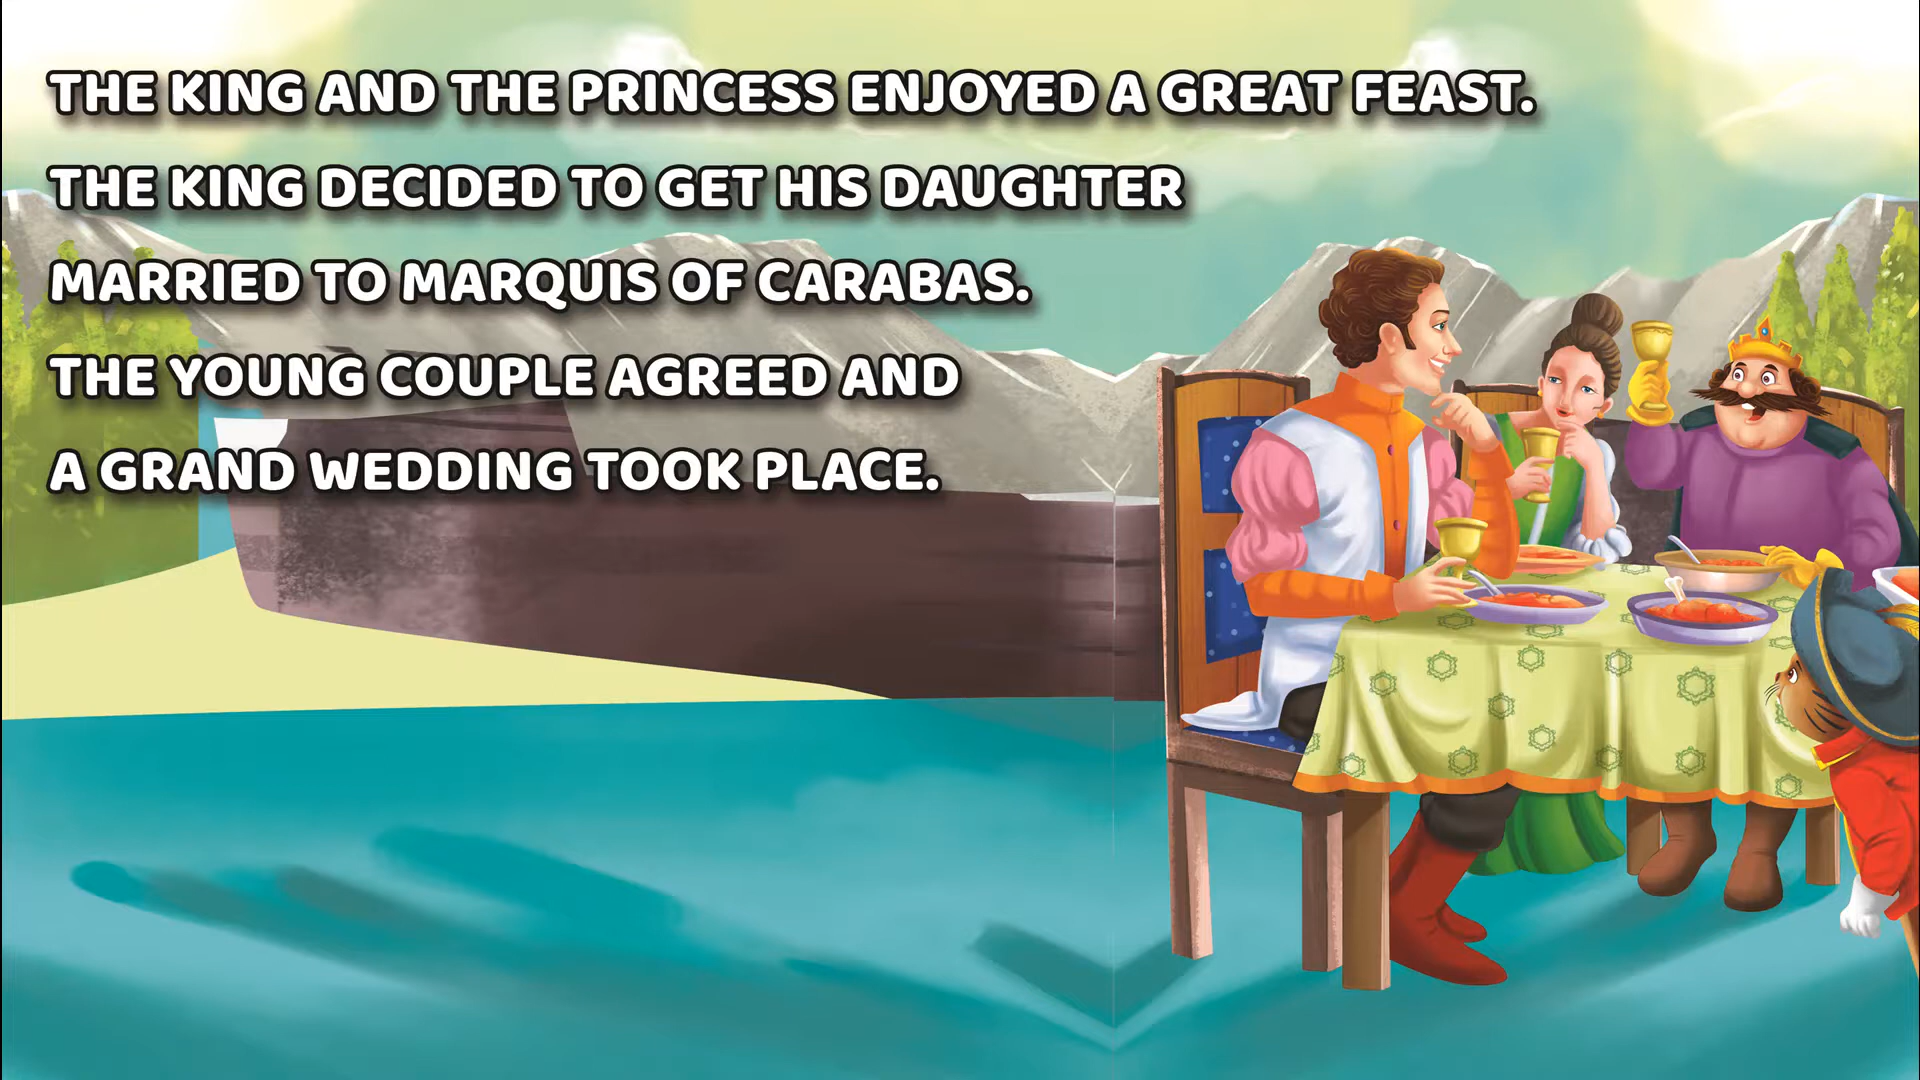 THE KING AND THE PRINCESS ENJOYED A GREAT FEAST.
THE KING DECIDED TO GET HIS DAUGHTER
MARRIED TO MARQUIS OF CARABAS.
THE YOUNG COUPLE AGREED AND
A GRAND WEDDING TOOK PLACE.